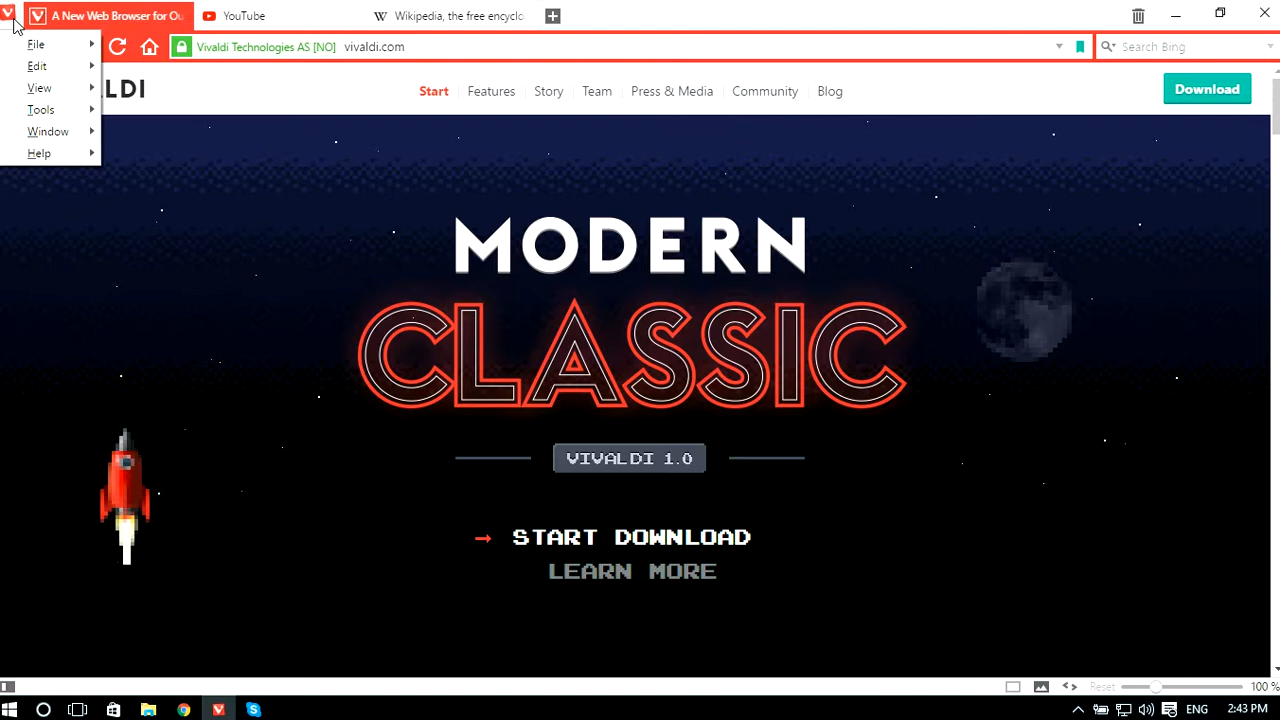 A New Web Browser for Ou
YouTube
Wikipedia, the free encyclo
File
Edit
View
Tools
Window
Help
Vivaldi Technologies AS [NO] vivaldi.com
Search Bing
LDI
Start Features Story Team Press & Media Community Blog
Download
MODERN
CLASSIC
VIVALDI 1.0
→ START DOWNLOAD
LEARN MORE
Reset 100 %
ENG 2:43 PM